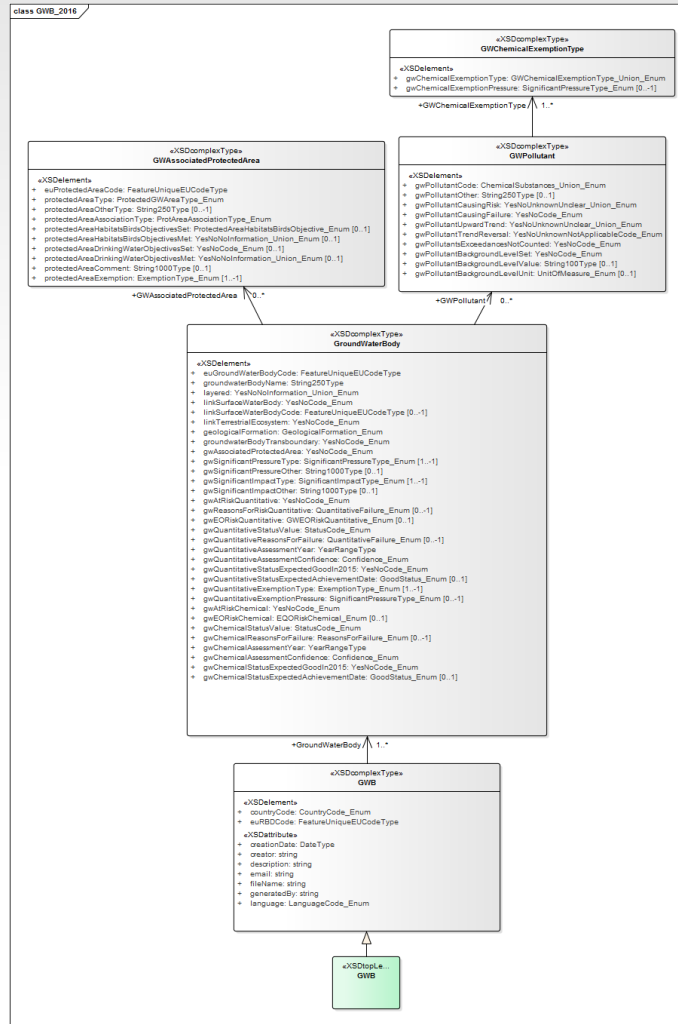 class GWB_2016
«XSDcomplexType»
GWChemicalExemptionType
«XSDelement»
+ gwChemicalExemptionType: GWChemicalExemptionType_Union_Enum
+ gwChemicalExemptionPressure: SignificantPressureType_Enum [0..-1]
+GWChemicalExemptionType 1..*
«XSDcomplexType»
GWAssociatedProtectedArea
«XSDelement»
+ euProtectedAreaCode: FeatureUniqueEUCodeType
+ protectedAreaType: ProtectedGWAreaType_Enum
+ protectedAreaOtherType: String250Type [0..-1]
+ protectedAreaAssociationType: ProtAreaAssociationType_Enum
+ protectedAreaHabitatsBirdsObjectivesSet: ProtectedAreaHabitatsBirdsObjective_Enum [0..1]
+ protectedAreaHabitatsBirdsObjectivesMet: YesNoNoInformation_Union_Enum [0..1]
+ protectedAreaDrinkingWaterObjectivesSet: YesNoCode_Enum [0..1]
+ protectedAreaDrinkingWaterObjectivesMet: YesNoNoInformation_Union_Enum [0..1]
+ protectedAreaComment: String1000Type [0..1]
+ protectedAreaExemption: ExemptionType_Enum [1..-1]
+GWAssociatedProtectedArea 0..*
«XSDcomplexType»
GWPollutant
«XSDelement»
+ gwPollutantCode: ChemicalSubstances_Union_Enum
+ gwPollutantOther: String250Type [0..1]
+ gwPollutantCausingRisk: YesNoUnknownUnclear_Union_Enum
+ gwPollutantCausingFailure: YesNoCode_Enum
+ gwPollutantUpwardTrend: YesNoUnknownUnclear_Union_Enum
+ gwPollutantTrendReversal: YesNoUnknownNotApplicableCode_Enum
+ gwPollutantsExceedancesNotCounted: YesNoCode_Enum
+ gwPollutantBackgroundLevelSet: YesNoCode_Enum
+ gwPollutantBackgroundLevelValue: String100Type [0..1]
+ gwPollutantBackgroundLevelUnit: UnitOfMeasure_Enum [0..1]
+GWPollutant 0..*
«XSDcomplexType»
GroundWaterBody
«XSDelement»
+ euGroundWaterBodyCode: FeatureUniqueEUCodeType
+ groundwaterBodyName: String250Type
+ layered: YesNoNoInformation_Union_Enum
+ linkSurfaceWaterBody: YesNoCode_Enum
+ linkSurfaceWaterBodyCode: FeatureUniqueEUCodeType [0..-1]
+ linkTerrestrialEcosystem: YesNoCode_Enum
+ geologicalFormation: GeologicalFormation_Enum
+ groundwaterBodyTransboundary: YesNoCode_Enum
+ gwAssociatedProtectedArea: YesNoCode_Enum
+ gwSignificantPressureType: SignificantPressureType_Enum [1..-1]
+ gwSignificantPressureOther: String1000Type [0..1]
+ gwSignificantImpactType: SignificantImpactType_Enum [1..-1]
+ gwSignificantImpactOther: String1000Type [0..1]
+ gwAtRiskQuantitative: YesNoCode_Enum
+ gwReasonsForRiskQuantitative: QuantitativeFailure_Enum [0..-1]
+ gwEORiskQuantitative: GWEORiskQuantitative_Enum [0..1]
+ gwQuantitativeStatusValue: StatusCode_Enum
+ gwQuantitativeReasonsForFailure: QuantitativeFailure_Enum [0..-1]
+ gwQuantitativeAssessmentYear: YearRangeType
+ gwQuantitativeAssessmentConfidence: Confidence_Enum
+ gwQuantitativeStatusExpectedGoodIn2015: YesNoCode_Enum
+ gwQuantitativeStatusExpectedAchievementDate: GoodStatus_Enum [0..1]
+ gwQuantitativeExemptionType: ExemptionType_Enum [1..-1]
+ gwQuantitativeExemptionPressure: SignificantPressureType_Enum [0..-1]
+ gwAtRiskChemical: YesNoCode_Enum
+ gwEORiskChemical: EQORiskChemical_Enum [0..1]
+ gwChemicalStatusValue: StatusCode_Enum
+ gwChemicalReasonsForFailure: ReasonsForFailure_Enum [0..-1]
+ gwChemicalAssessmentYear: YearRangeType
+ gwChemicalAssessmentConfidence: Confidence_Enum
+ gwChemicalStatusExpectedGoodIn2015: YesNoCode_Enum
+ gwChemicalStatusExpectedAchievementDate: GoodStatus_Enum [0..1]
+GroundWaterBody 1..*
«XSDcomplexType»
GWB
«XSDelement»
+ countryCode: CountryCode_Enum
+ euRBDCode: FeatureUniqueEUCodeType
«XSDattribute»
+ creationDate: DateType
+ creator: string
+ description: string
+ email: string
+ fileName: string
+ generatedBy: string
+ language: LanguageCode_Enum
«XSDtopLe...
GWB